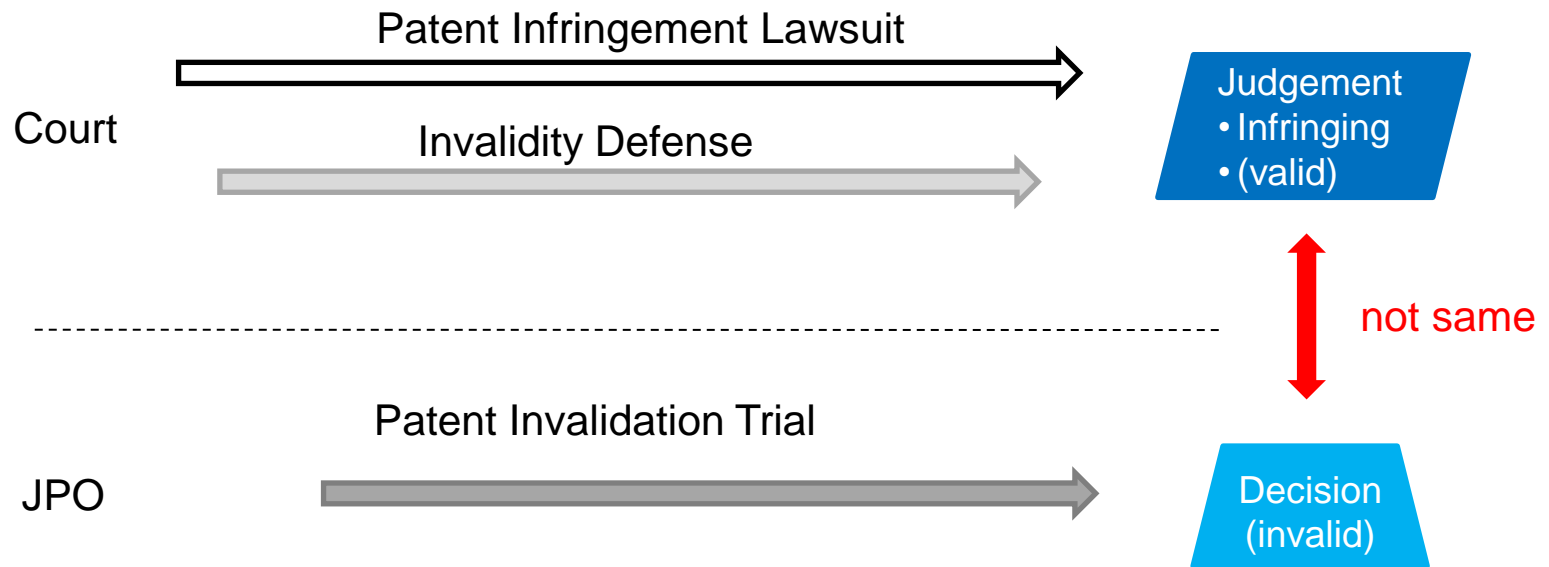 Patent Infringement Lawsuit
Court
Invalidity Defense
Judgement
• Infringing
• (valid)
not same
Patent Invalidation Trial
JPO
Decision
(invalid)